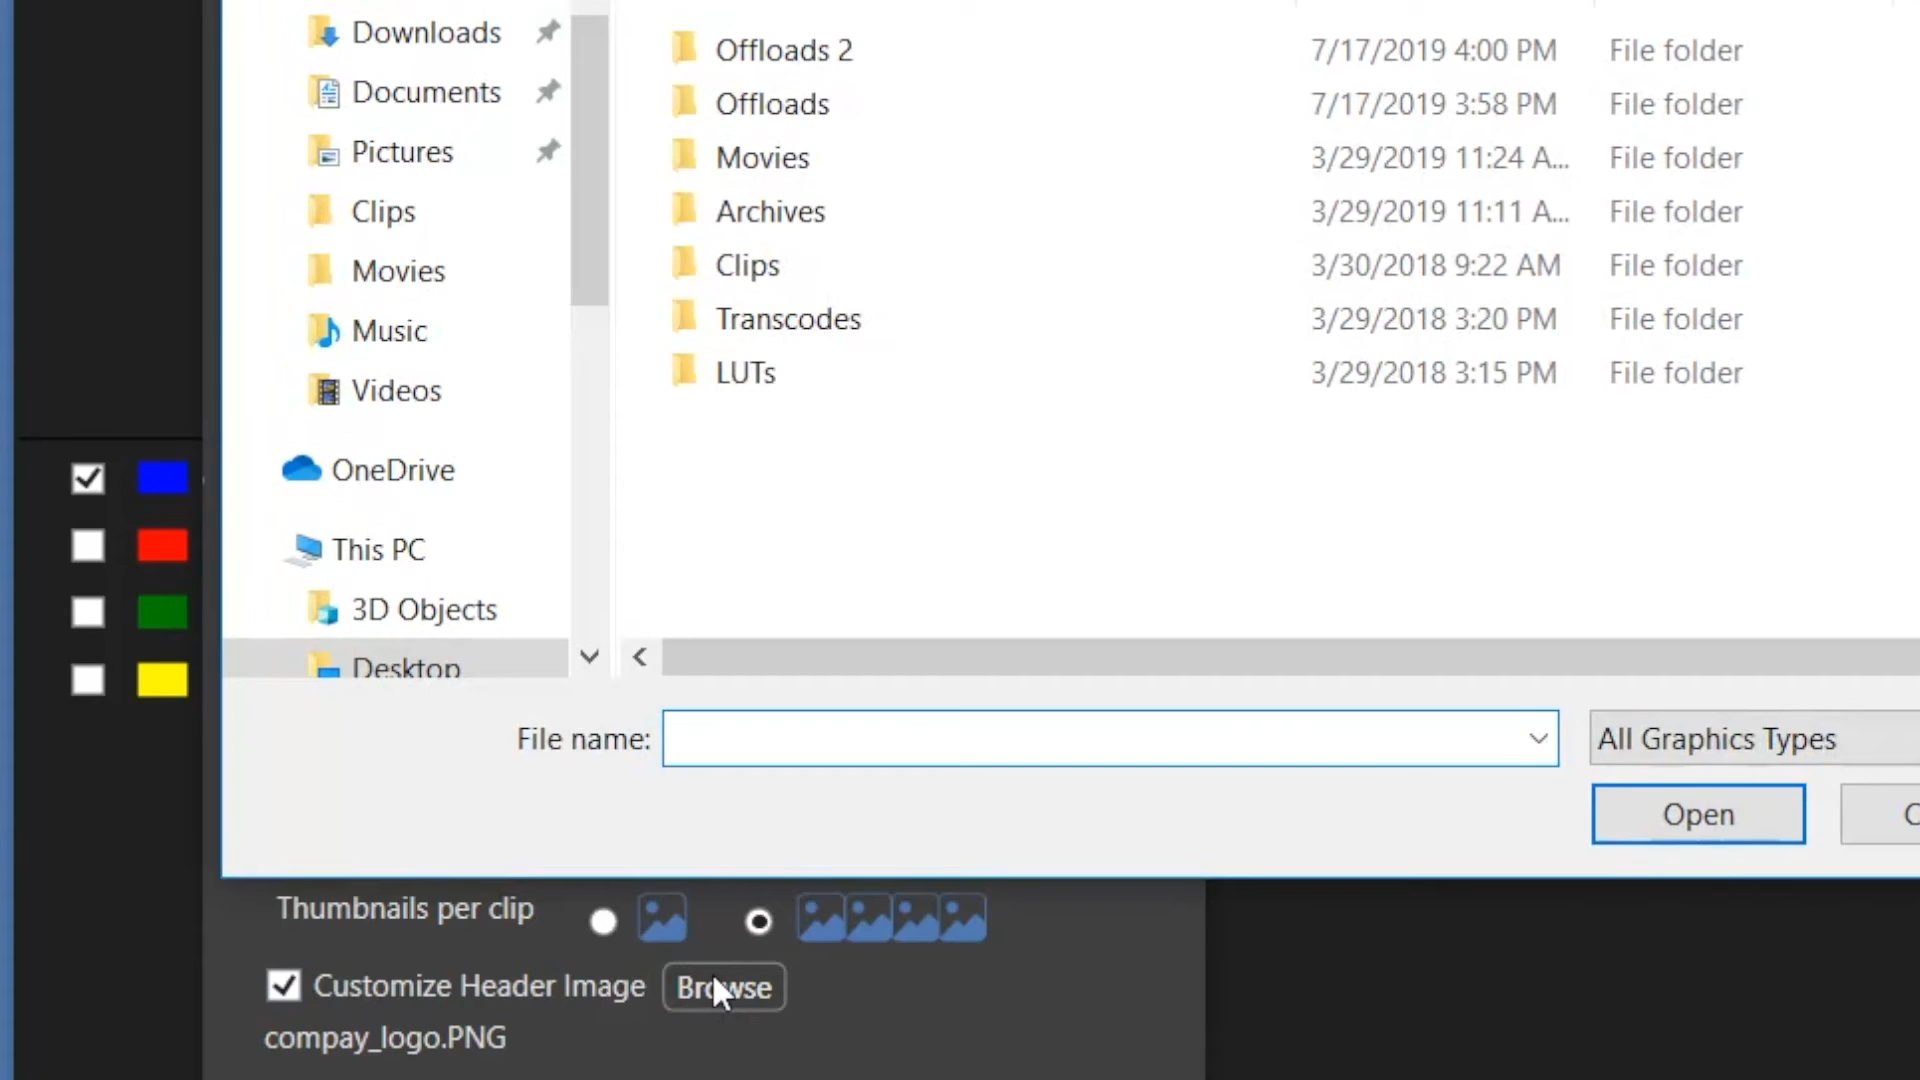 Downloads
Documents
Pictures
Clips
Movies
Music
Videos
OneDrive
This PC
3D Objects
Desktop
Offloads 2 7/17/2019 4:00 PM File folder
Offloads 7/17/2019 3:58 PM File folder
Movies 3/29/2019 11:24 A... File folder
Archives 3/29/2019 11:11 A... File folder
Clips 3/30/2018 9:22 AM File folder
Transcodes 3/29/2018 3:20 PM File folder
LUTs 3/29/2018 3:15 PM File folder
File name: All Graphics Types
Open
Thumbnails per clip
Customize Header Image Browse
compay_logo.PNG